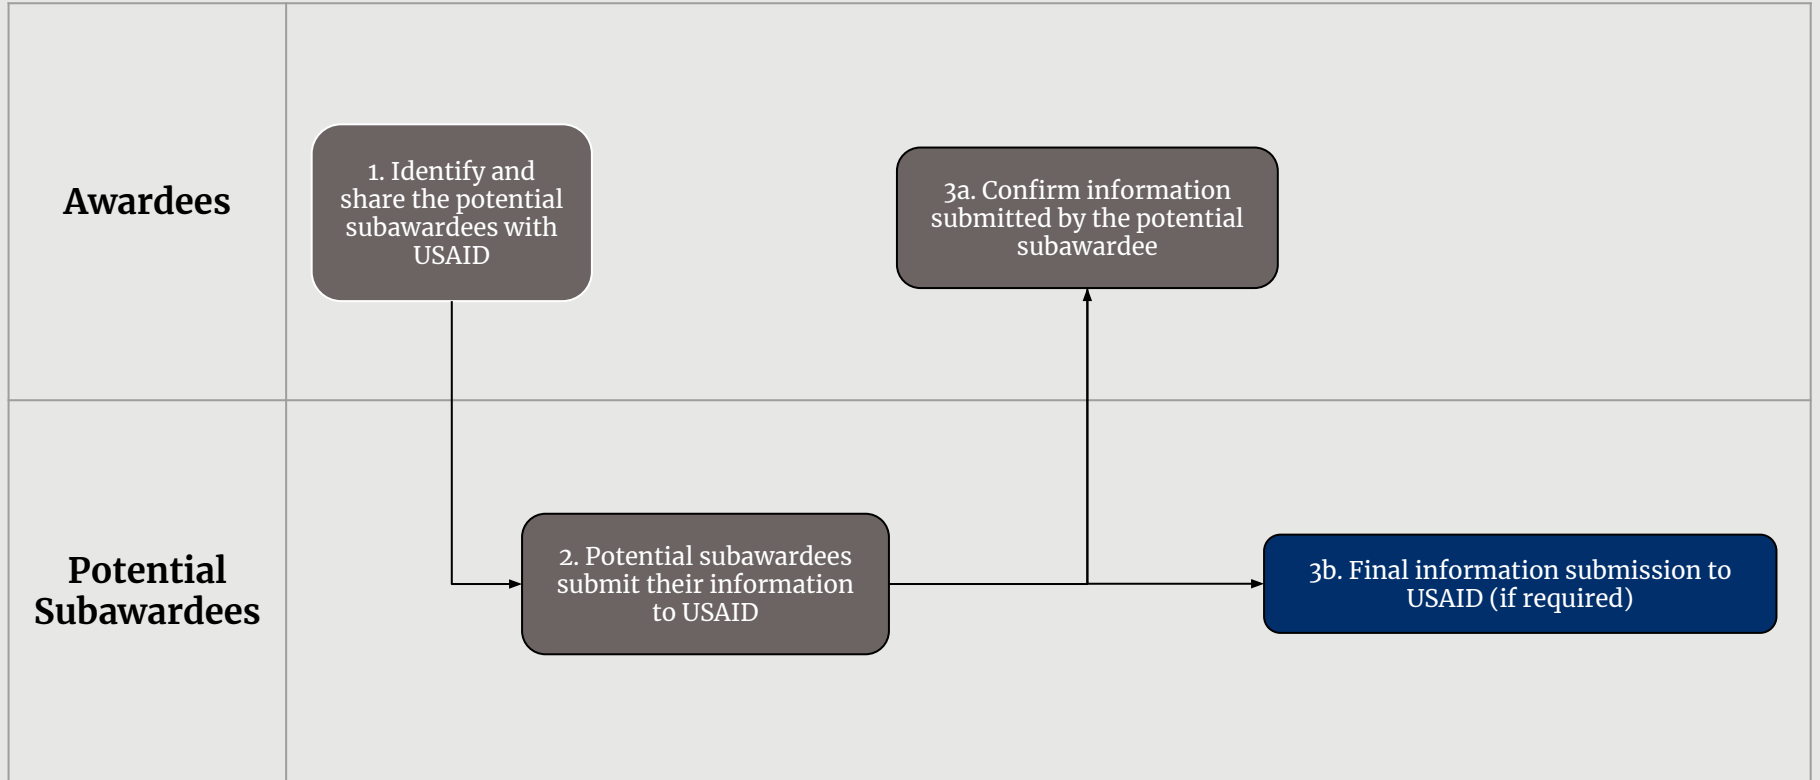 Awardees
1. Identify and
share the potential
subawardees with
USAID
3a. Confirm information
submitted by the potential
subawardee
Potential
Subawardees
2. Potential subawardees
submit their information
to USAID
3b. Final information submission to
USAID (if required)